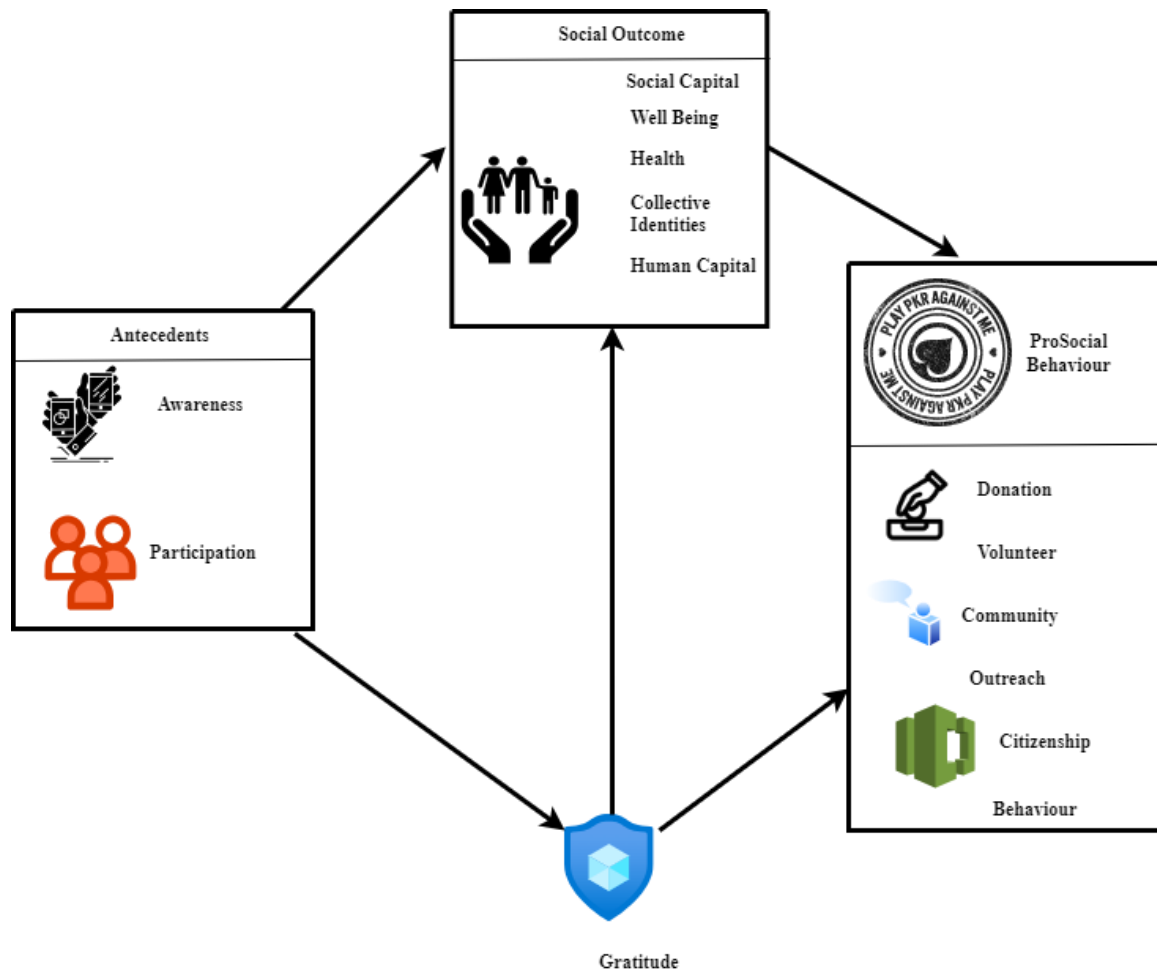 Social Outcome
Social Capital
Well Being
Health
Collective
Identities
Human Capital
Antecedents
Awareness
Participation
PLAY PKR AGAINST ME
PLAY PKR AGAINST ME
ProSocial
Behaviour
Donation
Volunteer
Community
Outreach
Citizenship
Behaviour
Gratitude